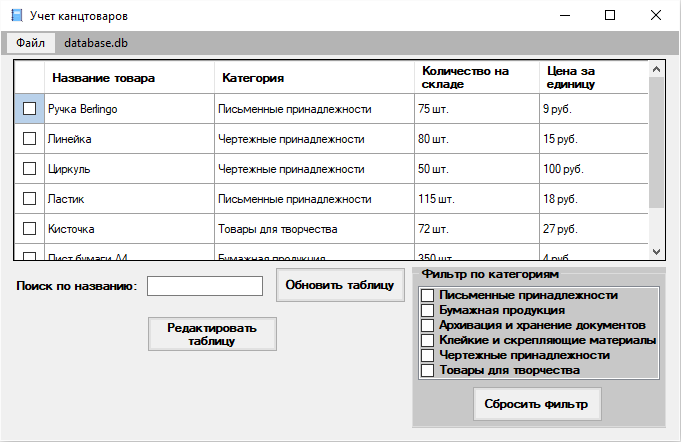 Учет канцтоваров
Файл database.db
Название товара Категория Количество на складе Цена за единицу
Ручка Berlingo Письменные принадлежности 75 шт. 9 руб.
Линейка Чертежные принадлежности 80 шт. 15 руб.
Циркуль Чертежные принадлежности 50 шт. 100 руб.
Ластик Письменные принадлежности 115 шт. 18 руб.
Кисточка Товары для творчества 72 шт. 27 руб.
Лист бумаги А4 Бумажная продукция 350 шт. 4 руб.
Поиск по названию:
Обновить таблицу
Редактировать
таблицу
Фильтр по категориям
Письменные принадлежности
Бумажная продукция
Архивация и хранение документов
Клейкие и скрепляющие материалы
Чертежные принадлежности
Товары для творчества
Сбросить фильтр